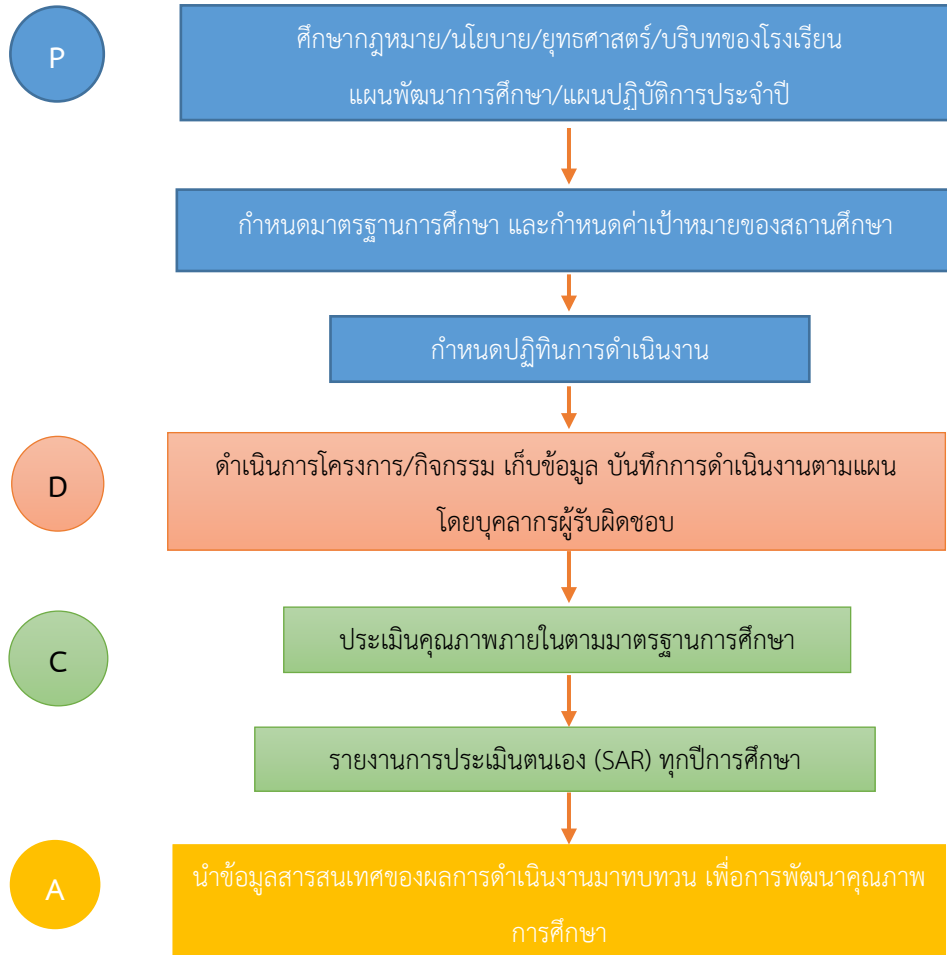 P
ศึกษากฎหมาย/นโยบาย/ยุทธศาสตร์/บริบทของโรงเรียน
แผนพัฒนาการศึกษา/แผนปฏิบัติการประจำปี
กำหนดมาตรฐานการศึกษา และกำหนดค่าเป้าหมายของสถานศึกษา
กำหนดปฏิทินการดำเนินงาน
D
ดำเนินการโครงการ/กิจกรรม เก็บข้อมูล บันทึกการดำเนินงานตามแผน
โดยบุคลากรผู้รับผิดชอบ
C
ประเมินคุณภาพภายในตามมาตรฐานการศึกษา
รายงานการประเมินตนเอง (SAR) ทุกปีการศึกษา
A
นำข้อมูลสารสนเทศของผลการดำเนินงานมาทบทวน เพื่อการพัฒนาคุณภาพ
การศึกษา